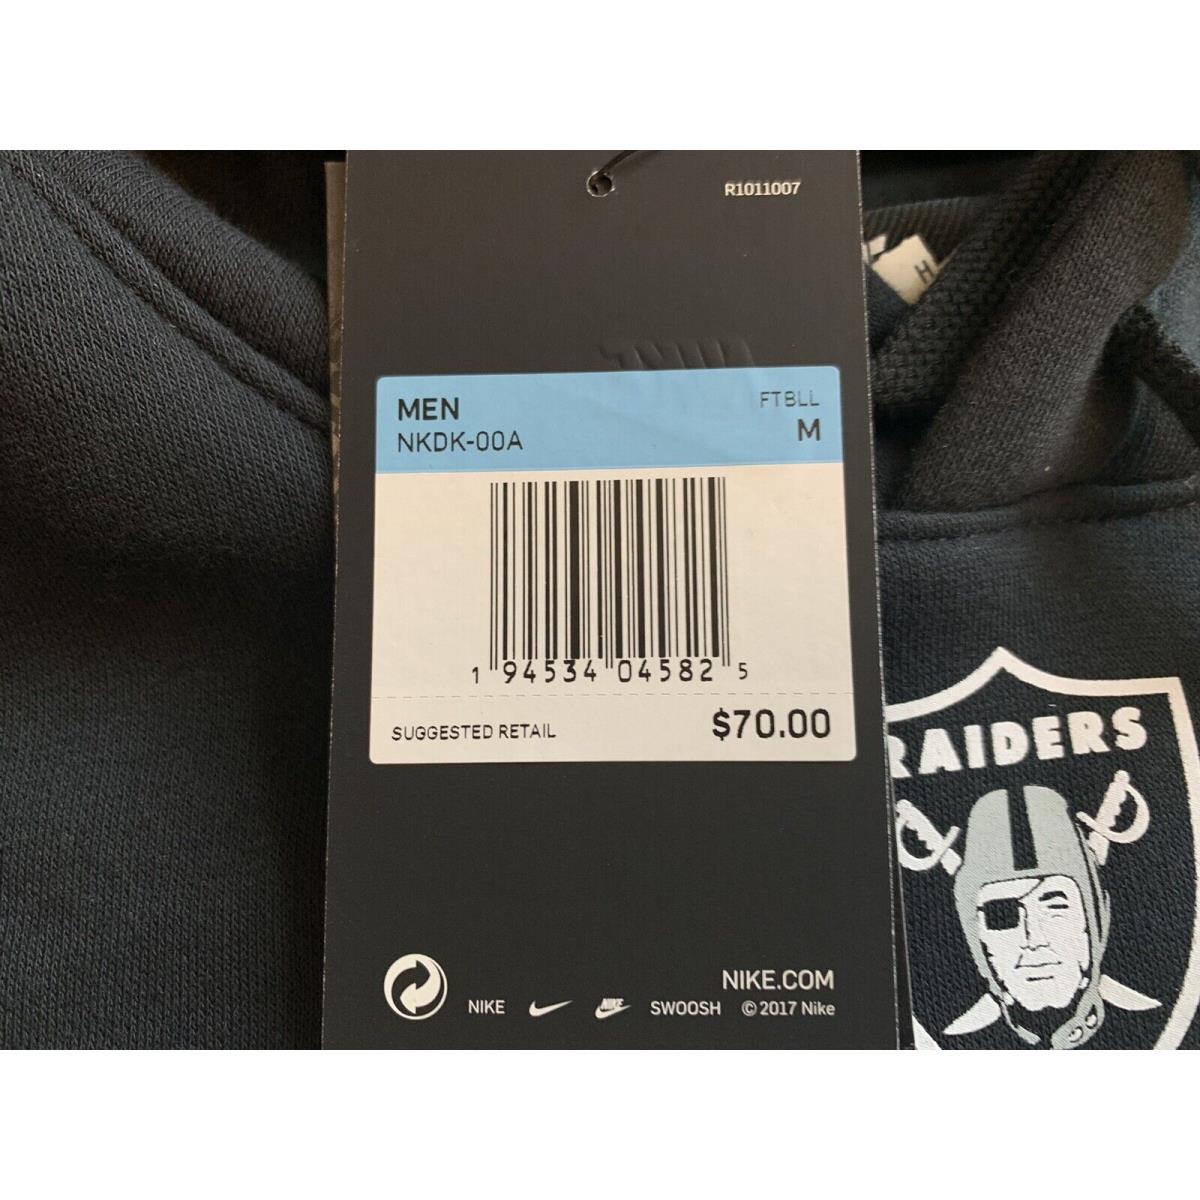 R1011007
MEN
FTBLL
NKDK-00A
M
1 94534 04582 5
SUGGESTED RETAIL
$70.00
RAIDERS
NIKE.COM
NIKE
NIKE
SWOOSH
© 2017 Nike